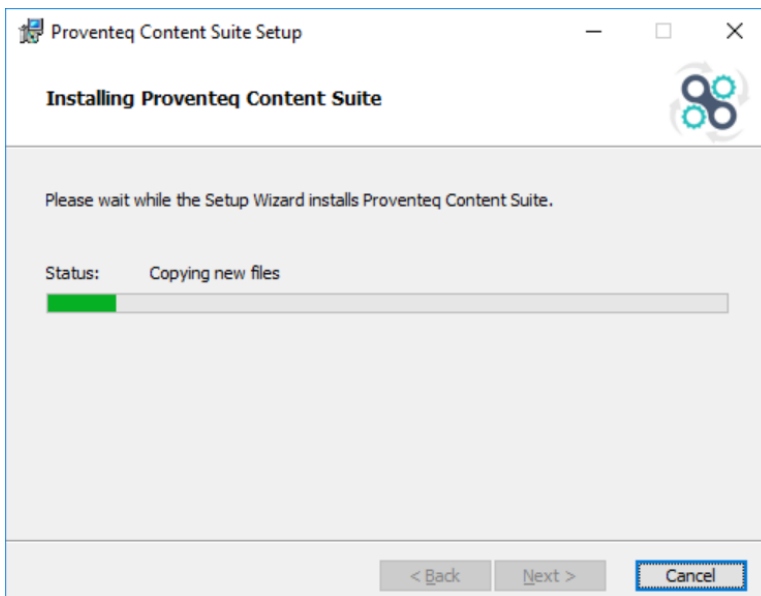 Proventeq Content Suite Setup
Installing Proventeq Content Suite
Please wait while the Setup Wizard installs Proventeq Content Suite.
Status: Copying new files
< Back Next > Cancel